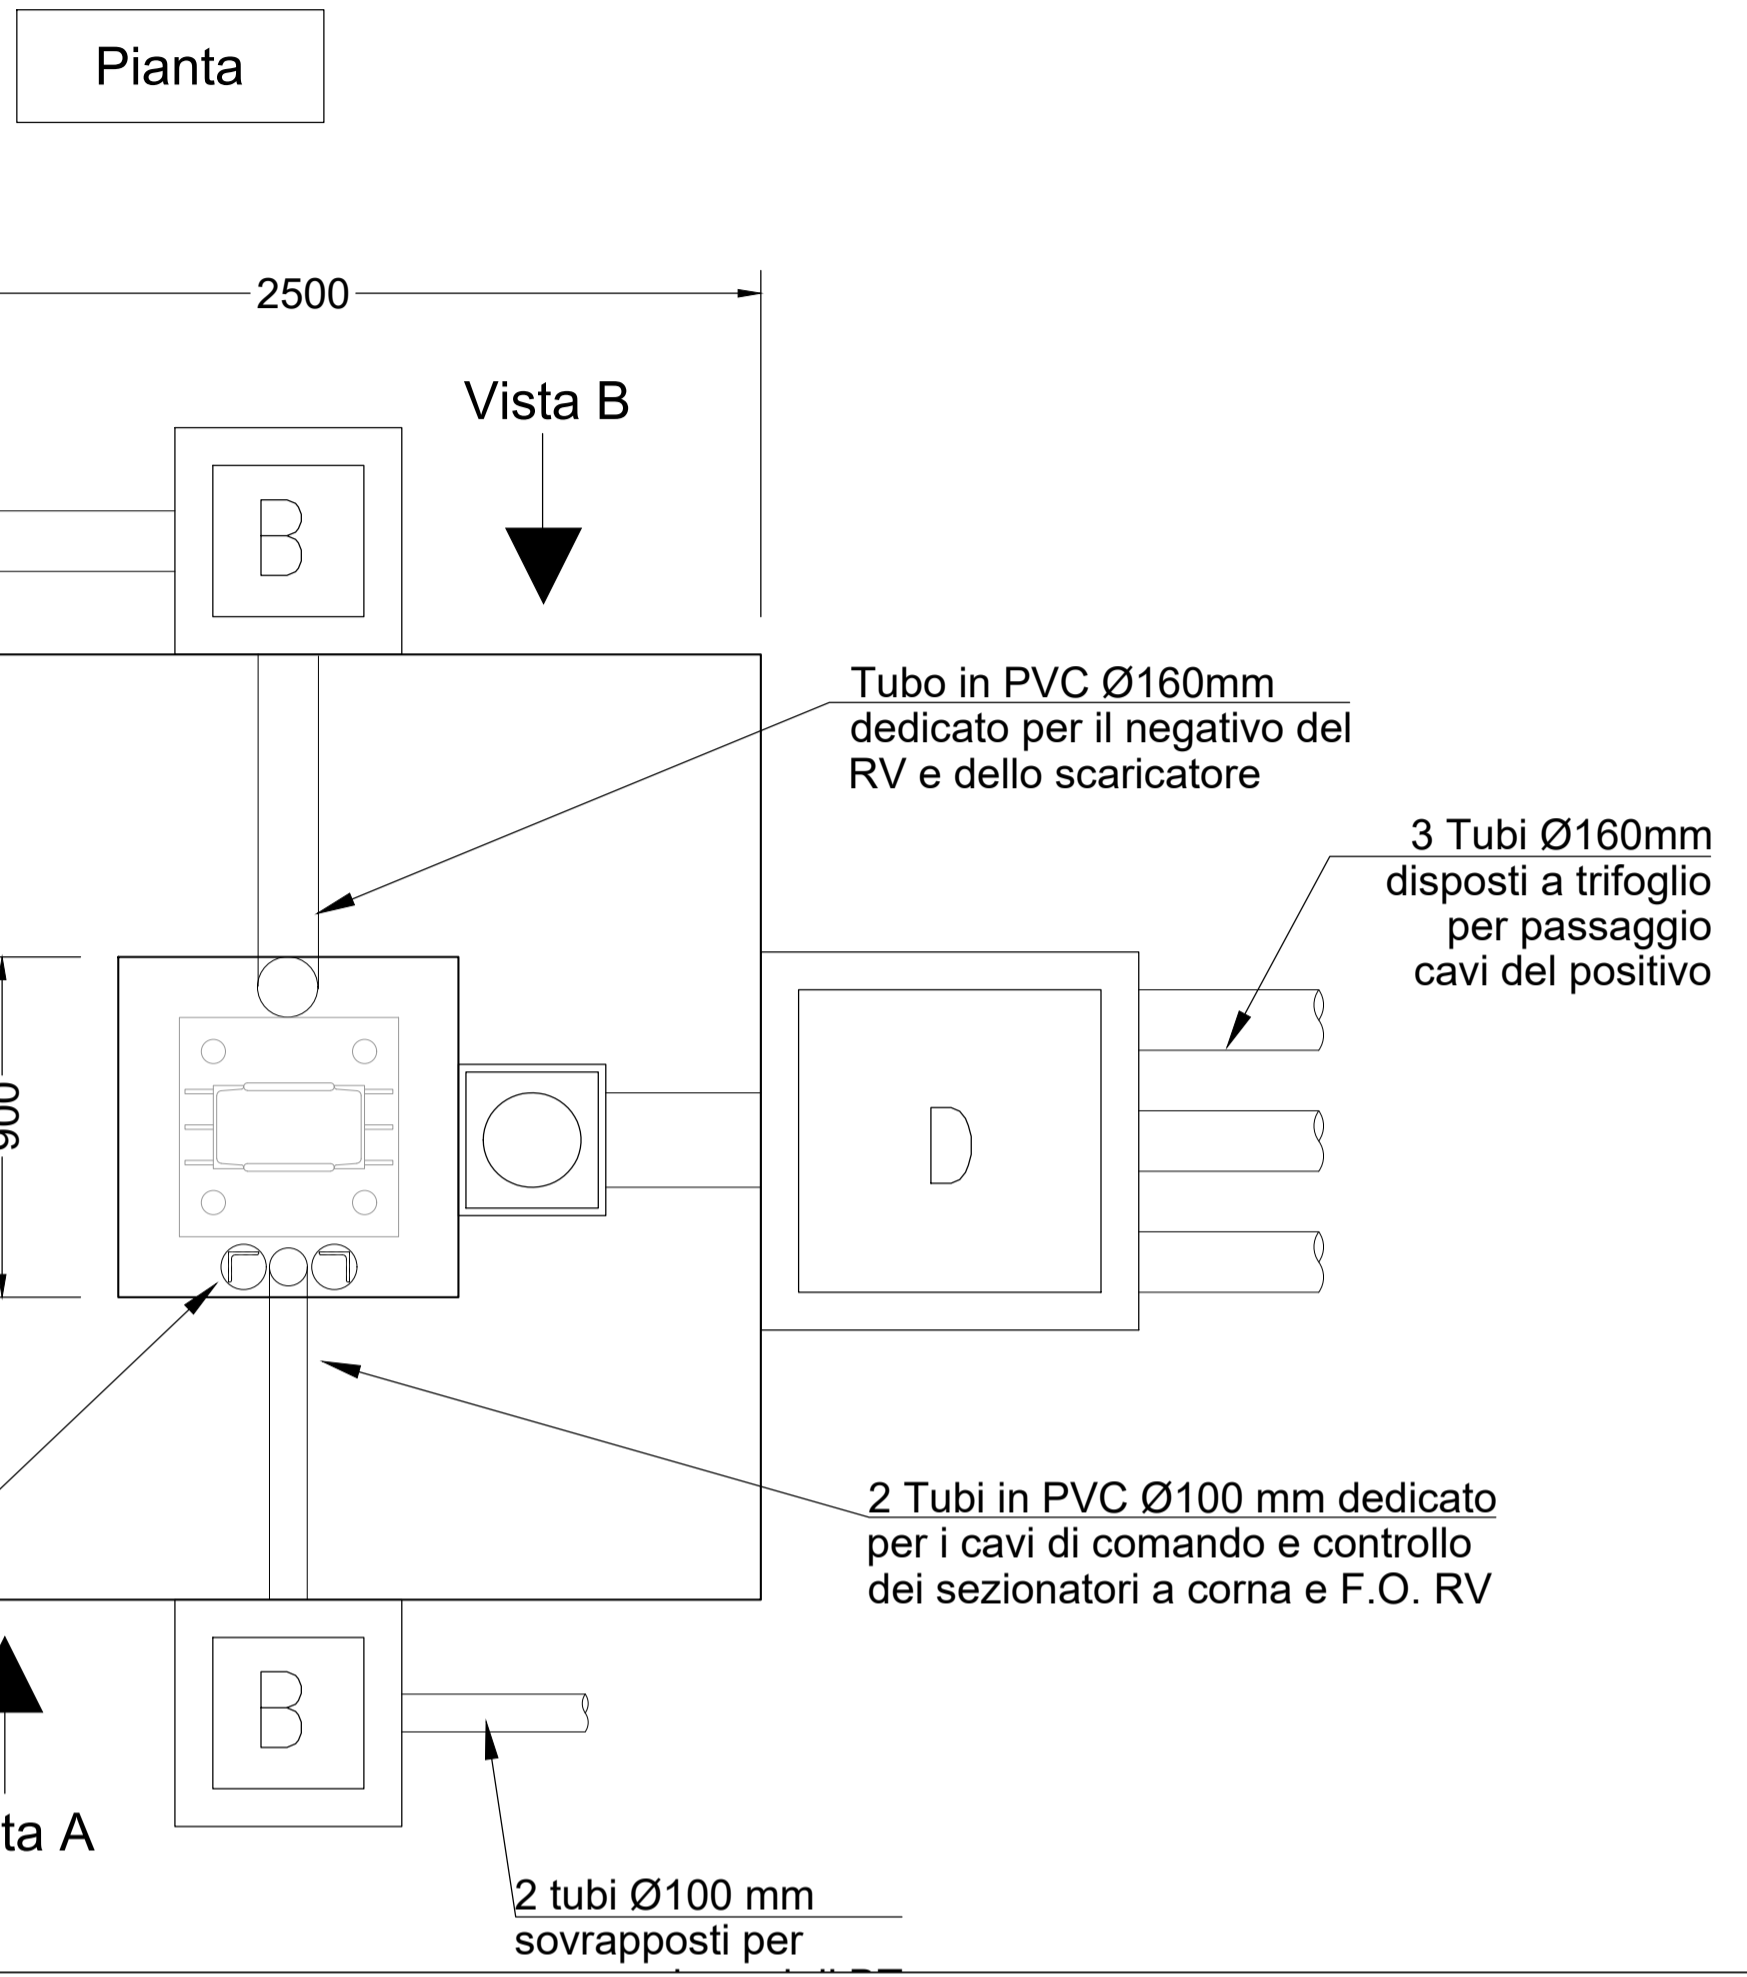 Pianta
2500
Vista B
B
Tubo in PVC Ø160mm
dedicato per il negativo del
RV e dello scaricatore
3 Tubi Ø160mm
disposti a trifoglio
per passaggio
cavi del positivo
900
D
2 Tubi in PVC Ø100 mm dedicato
per i cavi di comando e controllo
dei sezionatori a corna e F.O. RV
B
ta A
2 tubi Ø100 mm
sovrapposti per